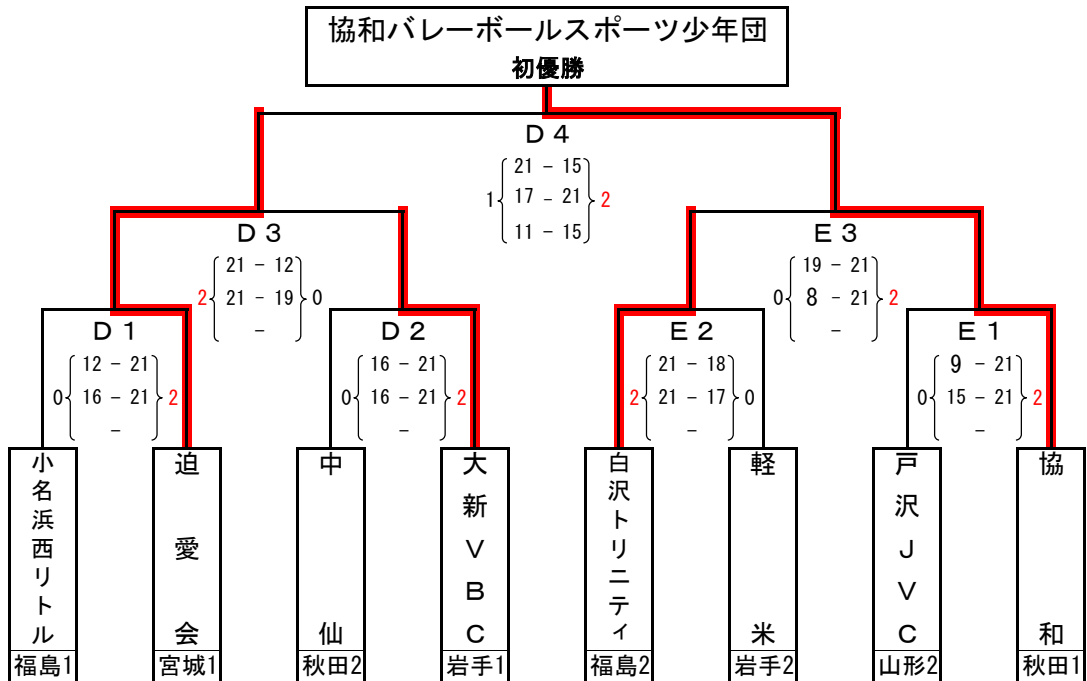 協和バレーボールスポーツ少年団
初優勝
D4
21 - 15
1 17 - 21 2
11 - 15
D3
21 - 12
2 21 - 19 0
-
E3
19 - 21
0 8 - 21 2
-
D1
12 - 21
0 16 - 21 2
-
D2
16 - 21
0 16 - 21 2
-
E2
21 - 18
2 21 - 17 0
-
E1
9 - 21
0 15 - 21 2
-
小名浜西リトル
福島1
迫愛会
宮城1
中仙
秋田2
大新VBC
岩手1
白沢トリニティ
福島2
軽米
岩手2
戸沢JVC
山形2
協和
秋田1